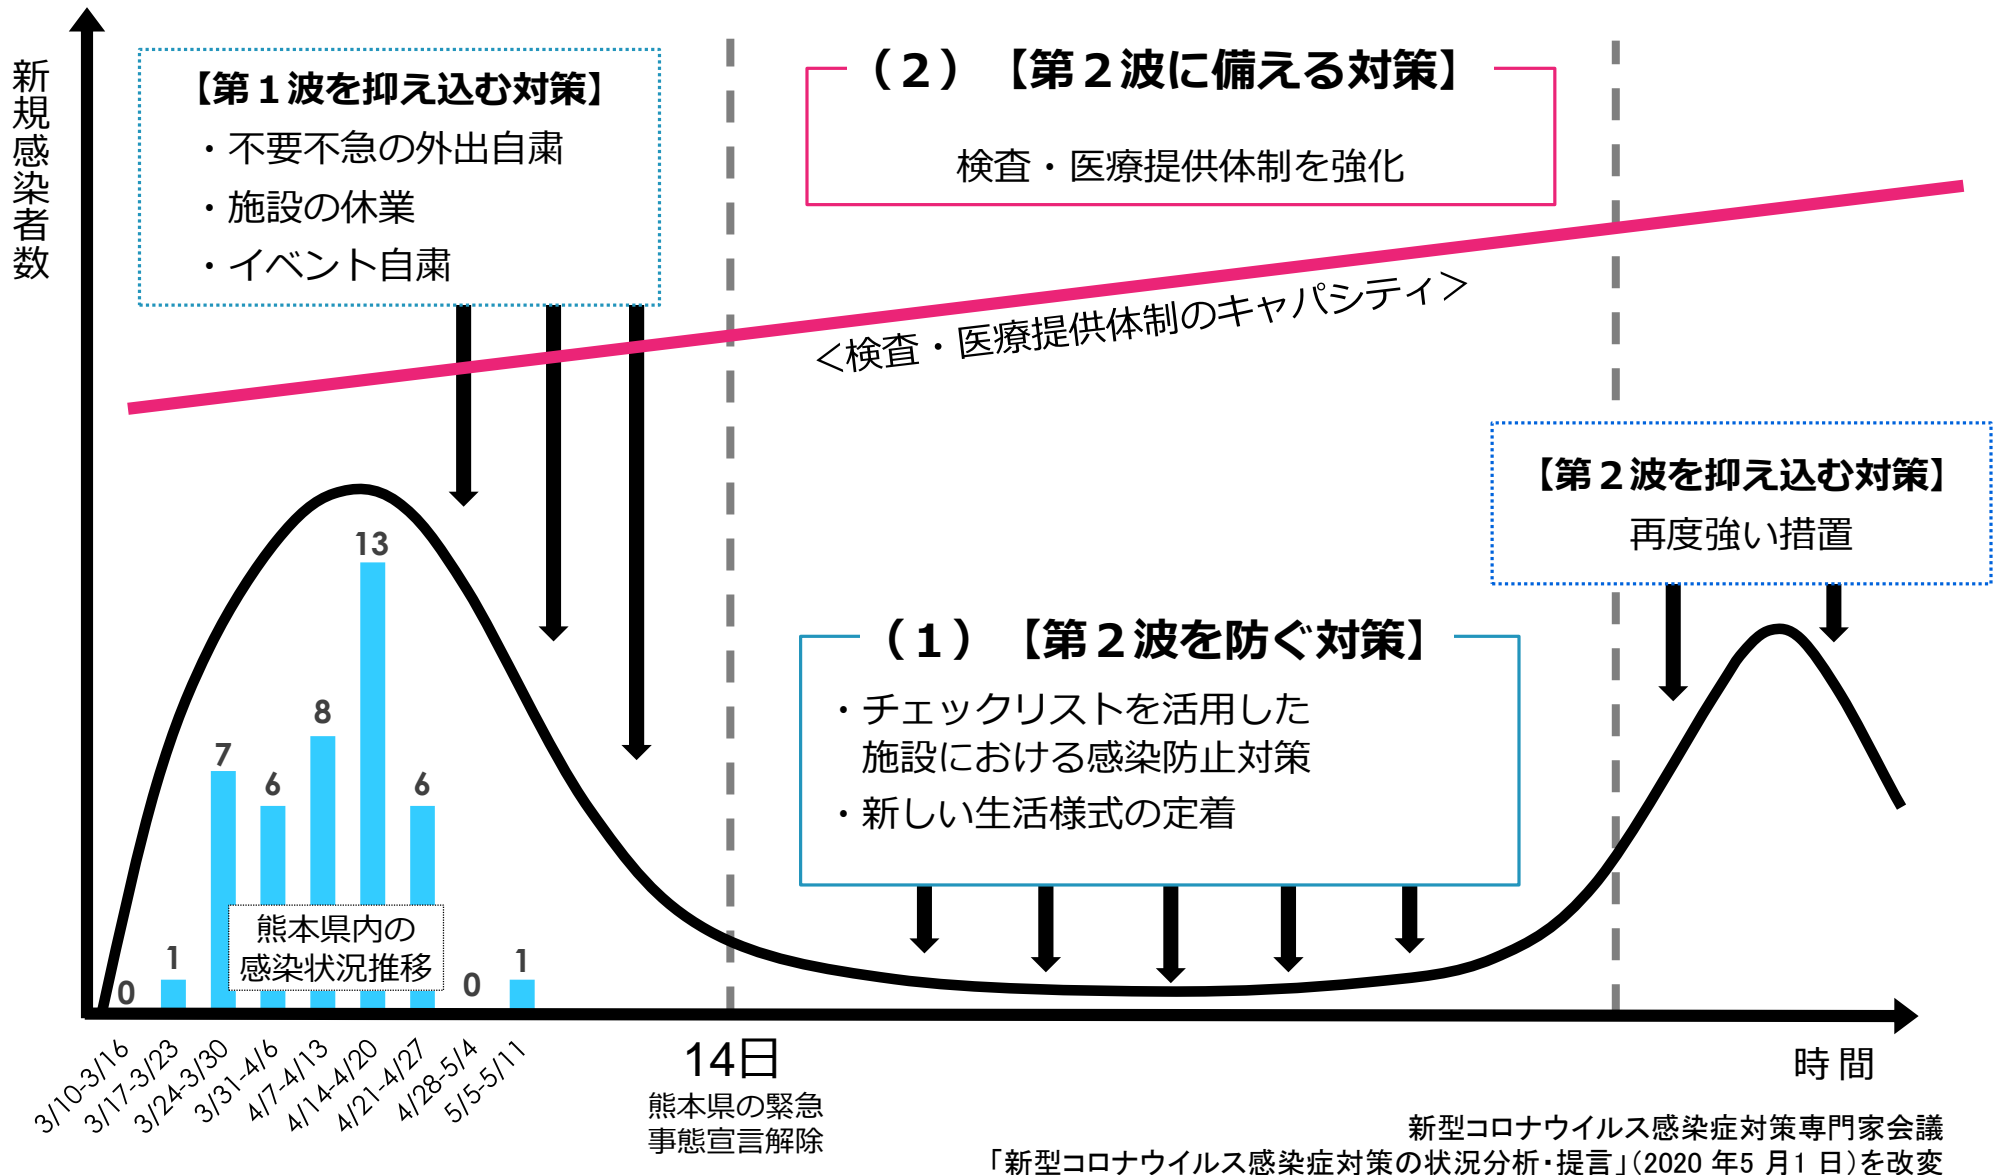 新規感染者数
【第１波を抑え込む対策】
・不要不急の外出自粛
・施設の休業
・イベント自粛
（２）【第２波に備える対策】
検査・医療提供体制を強化
＜検査・医療提供体制のキャパシティ＞
【第２波を抑え込む対策】
再度強い措置
（１）【第２波を防ぐ対策】
・チェックリストを活用した
施設における感染防止対策
・新しい生活様式の定着
0
1
7
6
8
13
6
0
1
熊本県内の
感染状況推移
3/10-3/16
3/17-3/23
3/24-3/30
3/31-4/6
4/7-4/13
4/14-4/20
4/21-4/27
4/28-5/4
5/5-5/11
14日
熊本県の緊急
事態宣言解除
時間
新型コロナウイルス感染症対策専門家会議
「新型コロナウイルス感染症対策の状況分析・提言」（2020 年5 月1 日）を改変